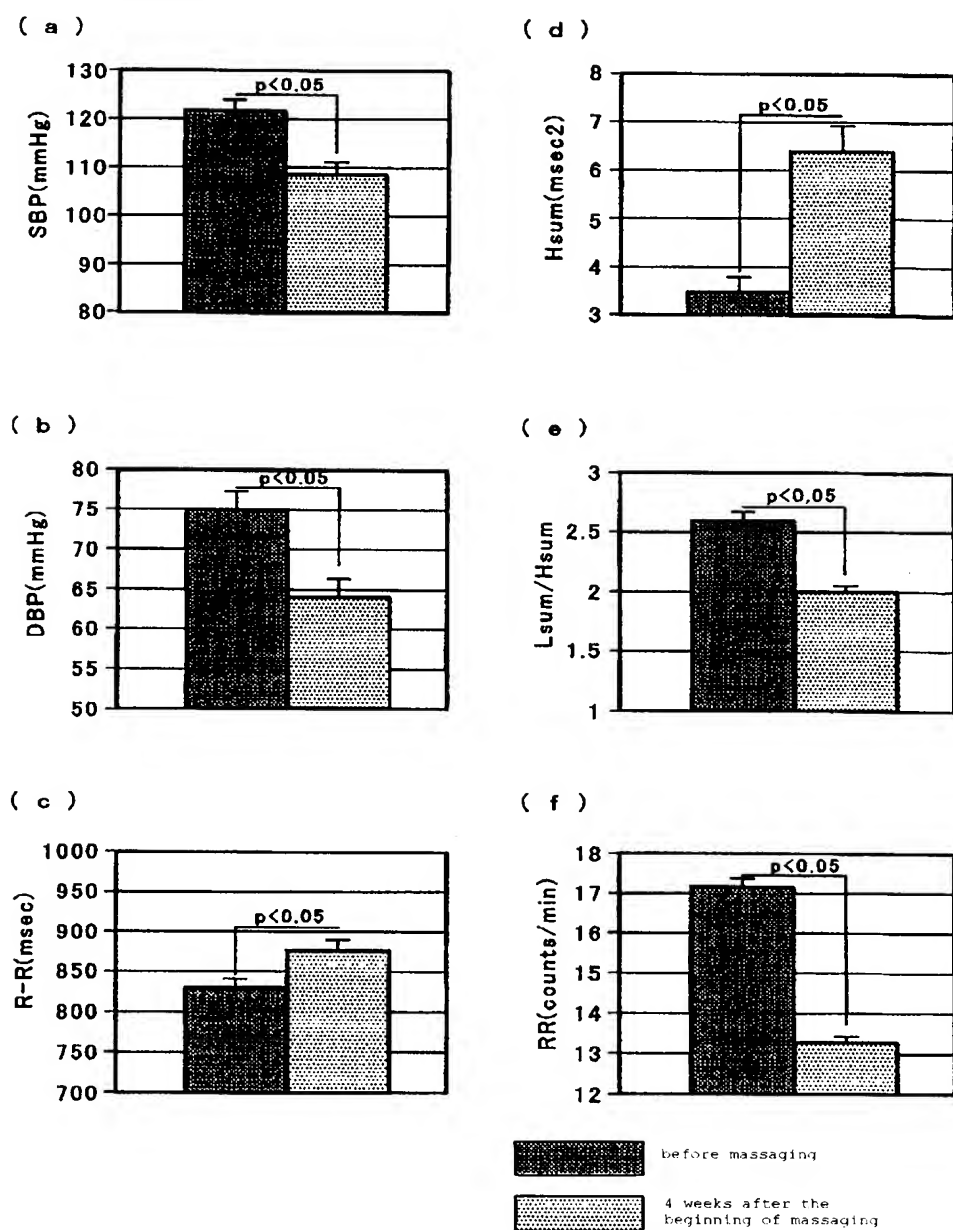 ( a )
130
120
110
100
90
80
SBP(mmHg)
p<0.05
( d )
8
7
6
5
4
3
Hsum(msec2)
p<0.05
( b )
80
75
70
65
60
55
50
DBP(mmHg)
p<0.05
( e )
3
2.5
2
1.5
1
Lsum/Hsum
p<0,05
( c )
1000
950
900
850
800
750
700
R-R(msec)
p<0.05
( f )
18
17
16
15
14
13
12
RR(counts/min)
p<0.05
before massaging
4 weeks after the
beginning of massaging